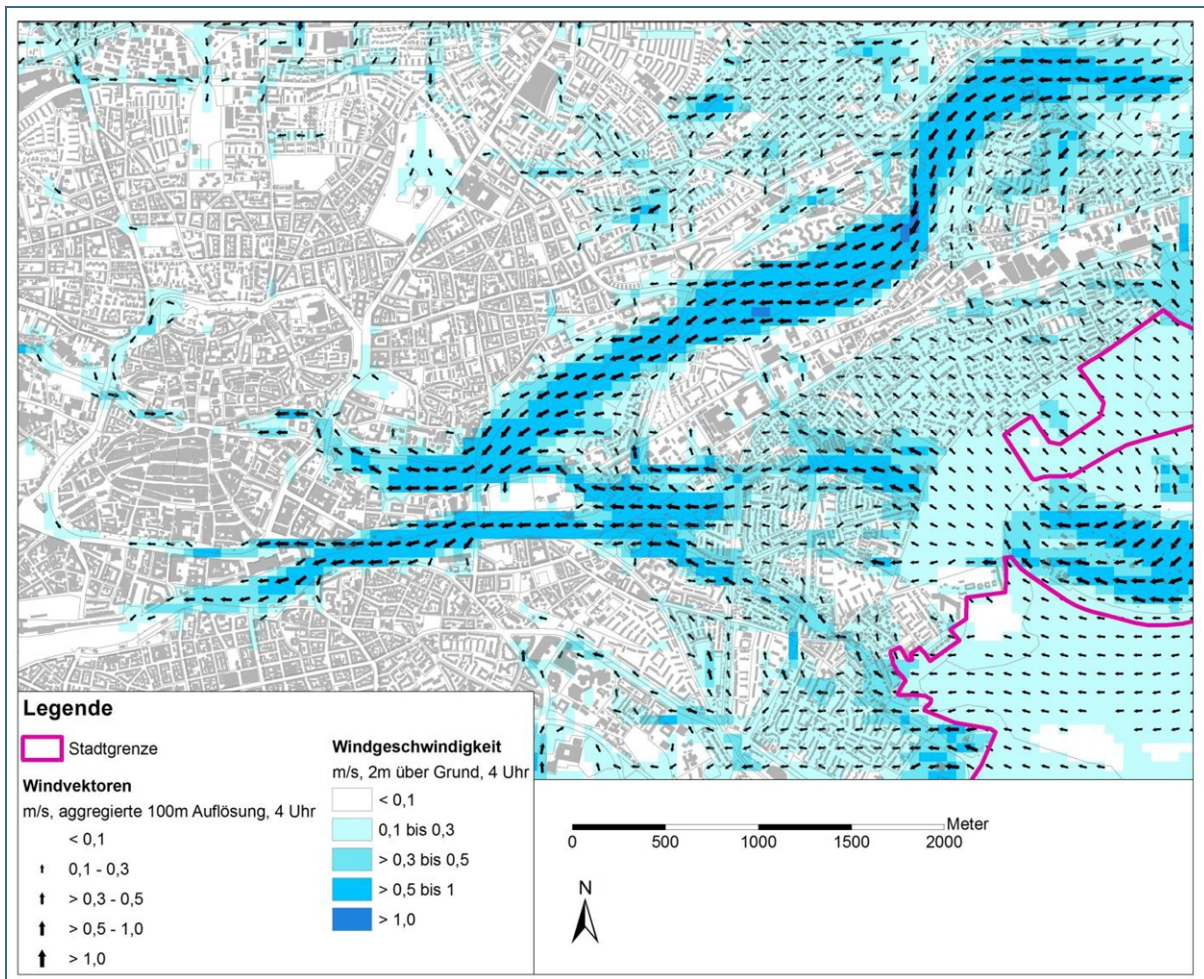 Legende
Stadtgrenze
Windvektoren
m/s, aggregierte 100m Auflösung, 4 Uhr
< 0,1
0,1 - 0,3
> 0,3 - 0,5
> 0,5 - 1,0
> 1,0
Windgeschwindigkeit
m/s, 2m über Grund, 4 Uhr
< 0,1
0,1 bis 0,3
> 0,3 bis 0,5
> 0,5 bis 1
> 1,0
Meter
0 500 1000 1500 2000
N